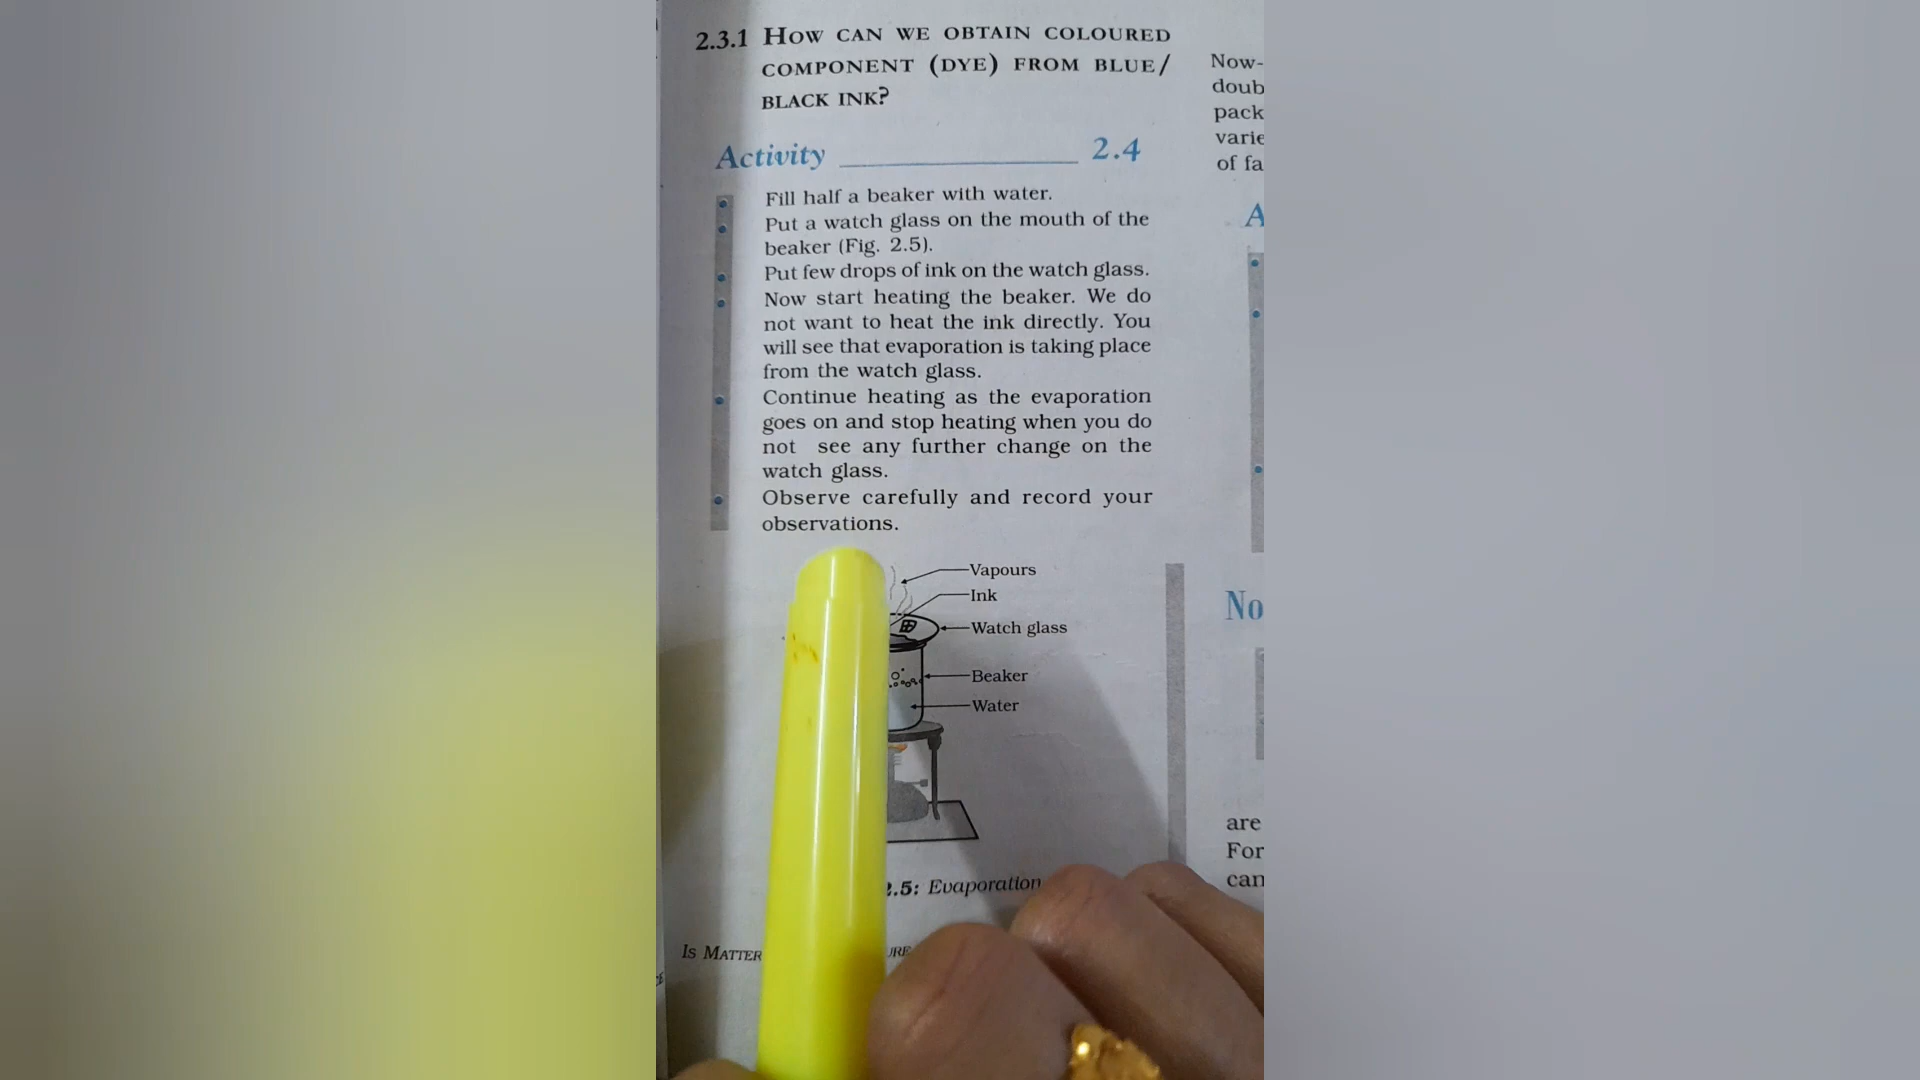 2.3.1 HOW CAN WE OBTAIN COLOURED
COMPONENT (DYE) FROM BLUE/
BLACK INK?
Activity 2.4
Fill half a beaker with water.
Put a watch glass on the mouth of the
beaker (Fig. 2.5).
Put few drops of ink on the watch glass.
Now start heating the beaker. We do
not want to heat the ink directly. You
will see that evaporation is taking place
from the watch glass.
Continue heating as the evaporation
goes on and stop heating when you do
not see any further change on the
watch glass.
Observe carefully and record your
observations.
Vapours
Ink
Watch glass
Beaker
Water
2.5: Evaporation
IS MATTER
Now-
doub
pack
varie
of fa
A
No
are
For
can